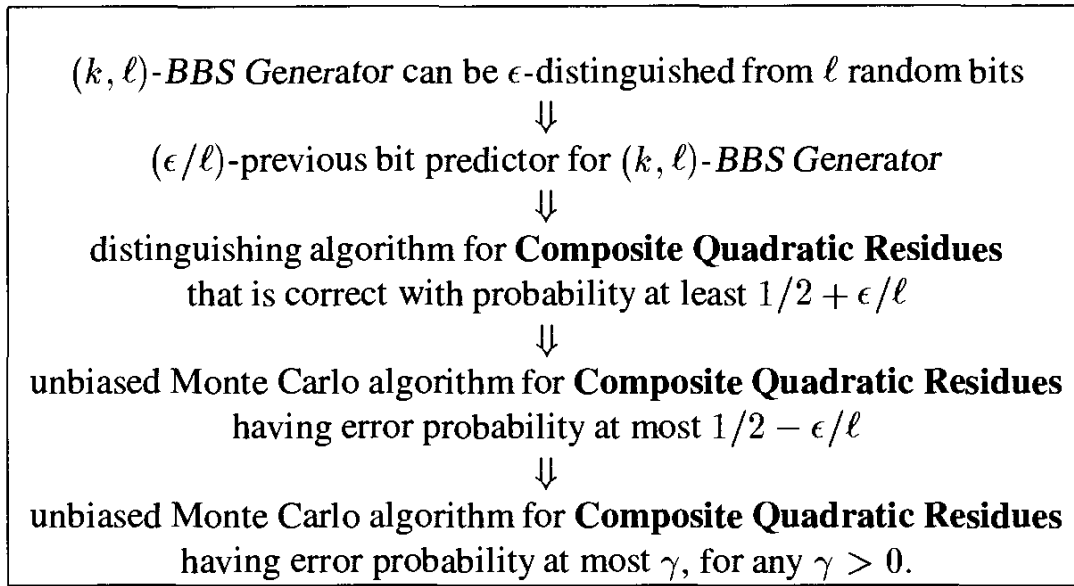 (k, ℓ)-BBS Generator can be ϵ-distinguished from ℓ random bits
⇓
(ϵ/ℓ)-previous bit predictor for (k, ℓ)-BBS Generator
⇓
distinguishing algorithm for Composite Quadratic Residues
that is correct with probability at least 1/2 + ϵ/ℓ
⇓
unbiased Monte Carlo algorithm for Composite Quadratic Residues
having error probability at most 1/2 − ϵ/ℓ
⇓
unbiased Monte Carlo algorithm for Composite Quadratic Residues
having error probability at most γ, for any γ > 0.